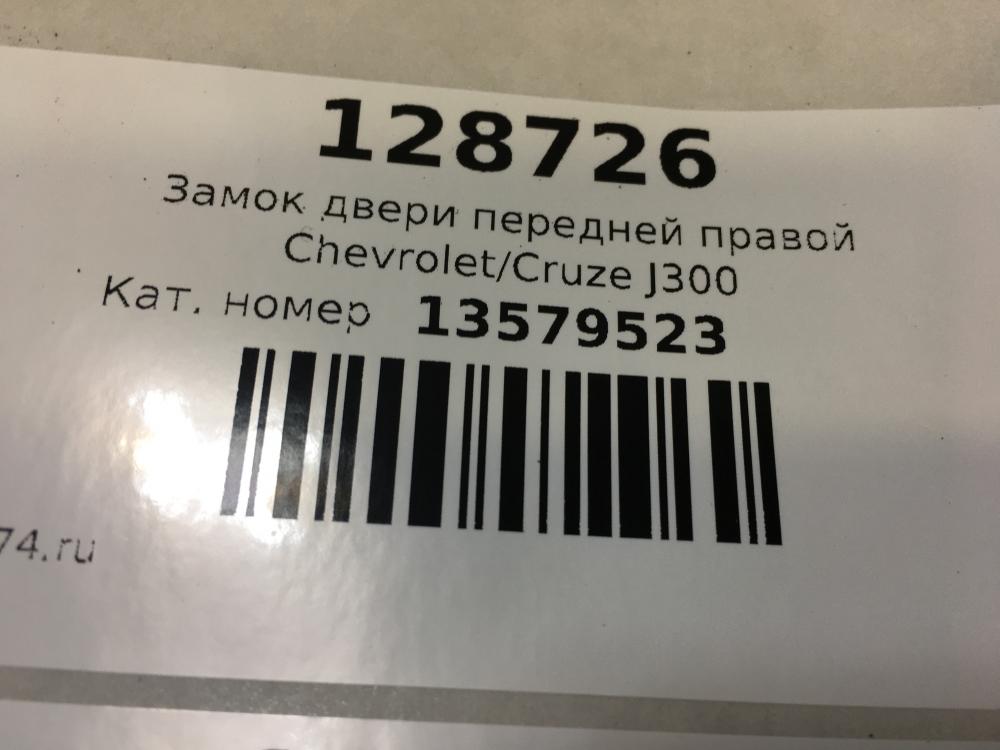 128726
Замок двери передней правой
Chevrolet/Cruze J300
Кат. номер 13579523
74.ru